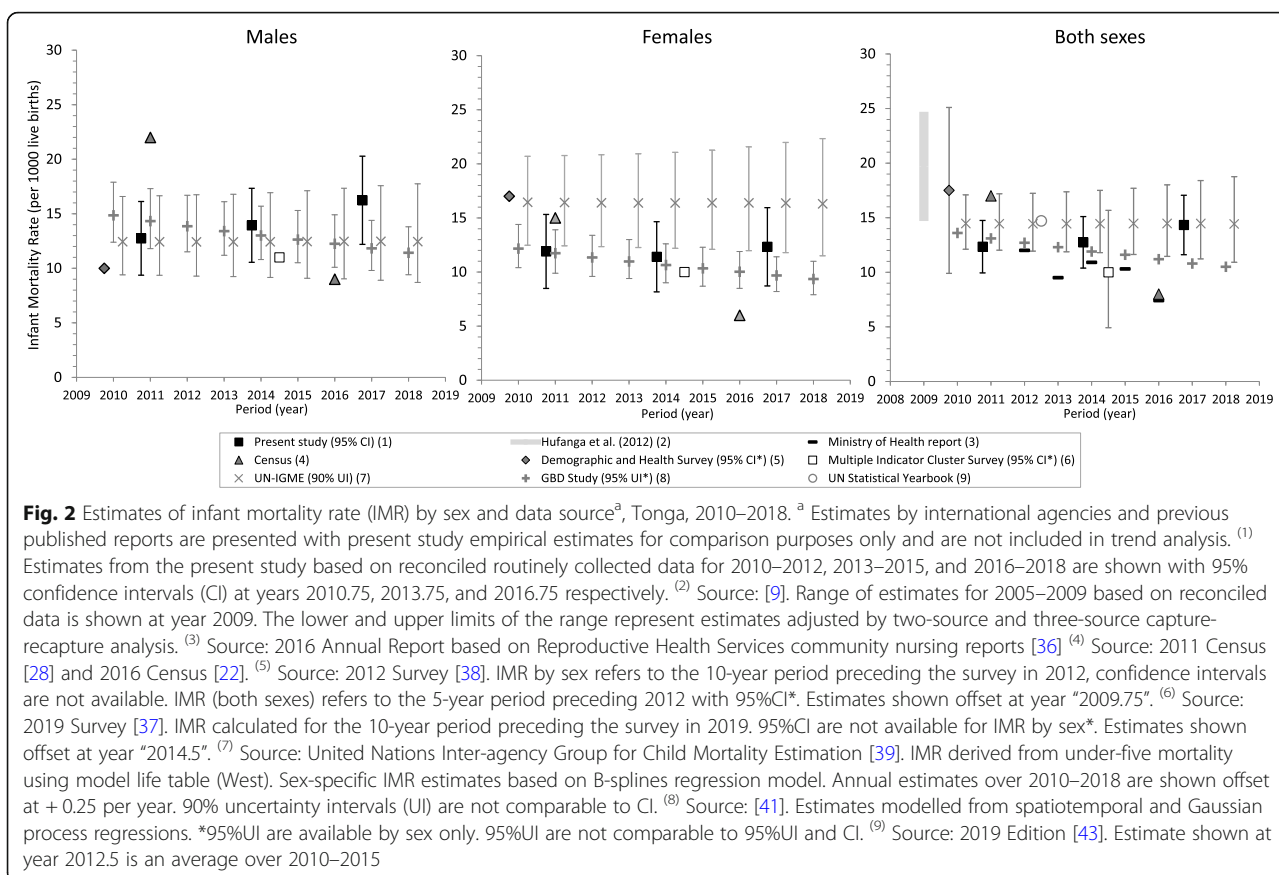 Males
Females
Both sexes
Infant Mortality Rate (per 1000 live births)
30
25
20
15
10
5
0
2009 2010 2011 2012 2013 2014 2015 2016 2017 2018 2019
Period (year)
30
25
20
15
10
5
0
2009 2010 2011 2012 2013 2014 2015 2016 2017 2018 2019
Period (year)
30
25
20
15
10
5
0
2008 2009 2010 2011 2012 2013 2014 2015 2016 2017 2018 2019
Period (year)
Present study (95% CI) (1)
Hufanga et al. (2012) (2)
Ministry of Health report (3)
Census (4)
Demographic and Health Survey (95% CI*) (5)
Multiple Indicator Cluster Survey (95% CI*) (6)
UN-IGME (90% UI) (7)
GBD Study (95% UI*) (8)
UN Statistical Yearbook (9)
Fig. 2 Estimates of infant mortality rate (IMR) by sex and data sourceᵃ, Tonga, 2010–2018. ᵃ Estimates by international agencies and previous
published reports are presented with present study empirical estimates for comparison purposes only and are not included in trend analysis. (1)
Estimates from the present study based on reconciled routinely collected data for 2010–2012, 2013–2015, and 2016–2018 are shown with 95%
confidence intervals (CI) at years 2010.75, 2013.75, and 2016.75 respectively. (2) Source: [9]. Range of estimates for 2005–2009 based on reconciled
data is shown at year 2009. The lower and upper limits of the range represent estimates adjusted by two-source and three-source capture-
recapture analysis. (3) Source: 2016 Annual Report based on Reproductive Health Services community nursing reports [36] (4) Source: 2011 Census
[28] and 2016 Census [22]. (5) Source: 2012 Survey [38]. IMR by sex refers to the 10-year period preceding the survey in 2012, confidence intervals
are not available. IMR (both sexes) refers to the 5-year period preceding 2012 with 95%CI*. Estimates shown offset at year “2009.75”. (6) Source:
2019 Survey [37]. IMR calculated for the 10-year period preceding the survey in 2019. 95%CI are not available for IMR by sex*. Estimates shown
offset at year “2014.5”. (7) Source: United Nations Inter-agency Group for Child Mortality Estimation [39]. IMR derived from under-five mortality
using model life table (West). Sex-specific IMR estimates based on B-splines regression model. Annual estimates over 2010–2018 are shown offset
at + 0.25 per year. 90% uncertainty intervals (UI) are not comparable to CI. (8) Source: [41]. Estimates modelled from spatiotemporal and Gaussian
process regressions. *95%UI are available by sex only. 95%UI are not comparable to 95%UI and CI. (9) Source: 2019 Edition [43]. Estimate shown at
year 2012.5 is an average over 2010–2015